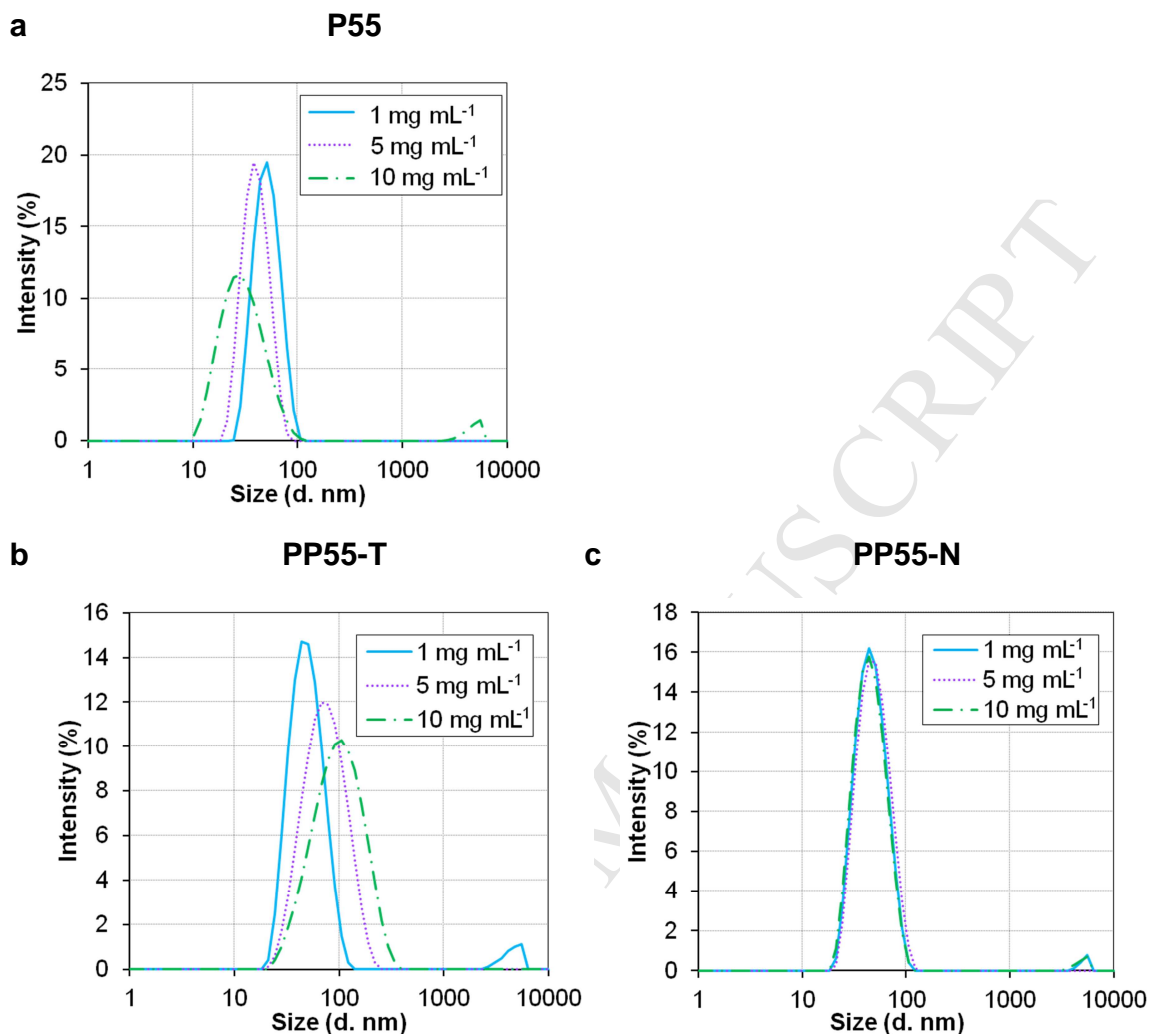 a P55
25
20
15
10
5
0
Intensity (%)
1 mg mL⁻¹
5 mg mL⁻¹
10 mg mL⁻¹
1 10 100 1000 10000
Size (d. nm)
b PP55-T
16
14
12
10
8
6
4
2
0
Intensity (%)
1 mg mL⁻¹
5 mg mL⁻¹
10 mg mL⁻¹
1 10 100 1000 10000
Size (d. nm)
c PP55-N
18
16
14
12
10
8
6
4
2
0
Intensity (%)
1 mg mL⁻¹
5 mg mL⁻¹
10 mg mL⁻¹
1 10 100 1000 10000
Size (d. nm)